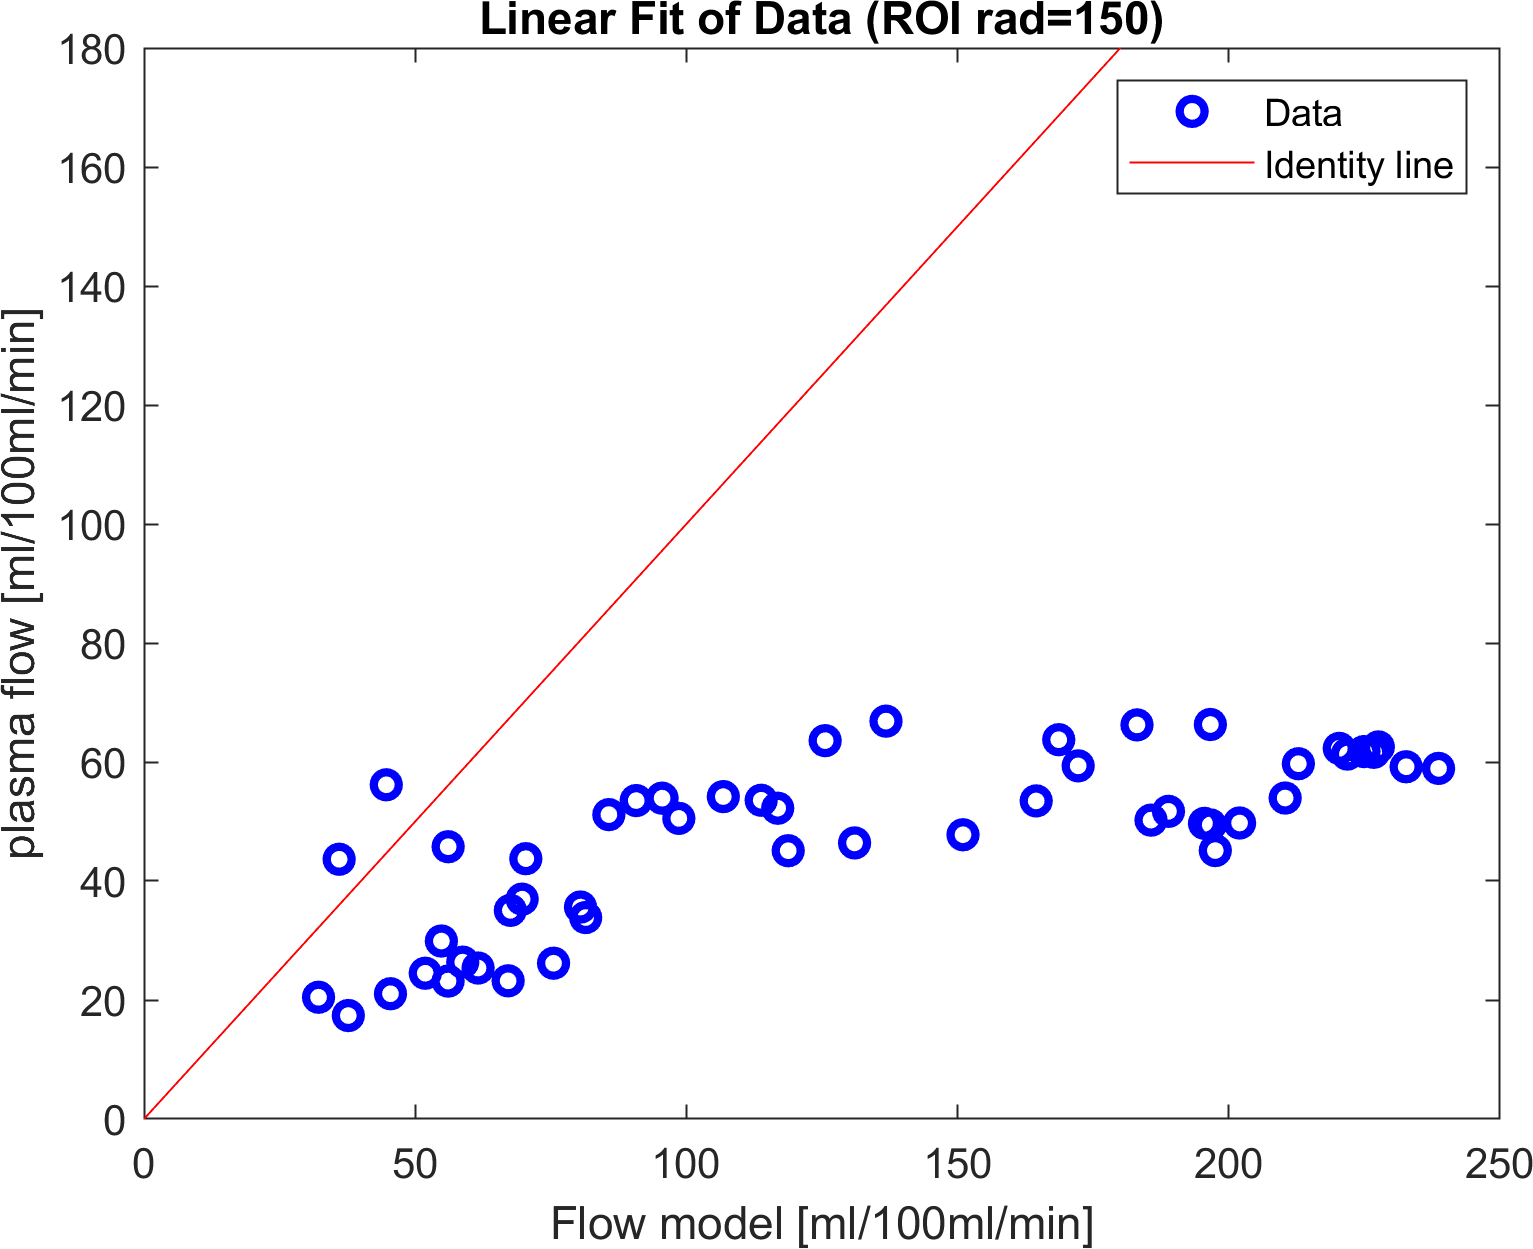 Linear Fit of Data (ROI rad=150)
180
160
140
120
100
80
60
40
20
0
plasma flow [ml/100ml/min]
Data
Identity line
0 50 100 150 200 250
Flow model [ml/100ml/min]